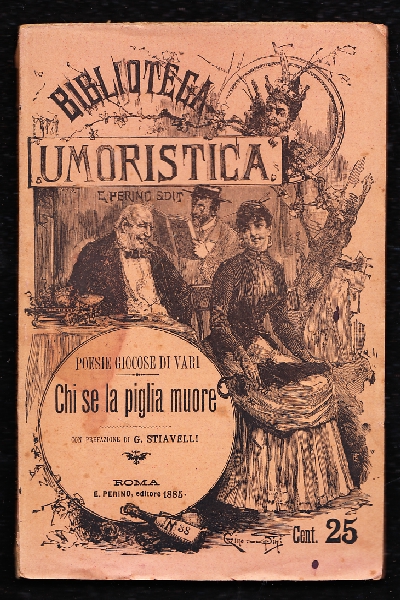 BIBLIOTECA
UMORISTICA
E. PERINO EDIT
POESIE GIOCOSE DI VARI
Chi se la piglia muore
CON PREFAZIONE DI G. STIAVELLI
ROMA
E. PERINO, editore 1885.
N 38
Cent. 25